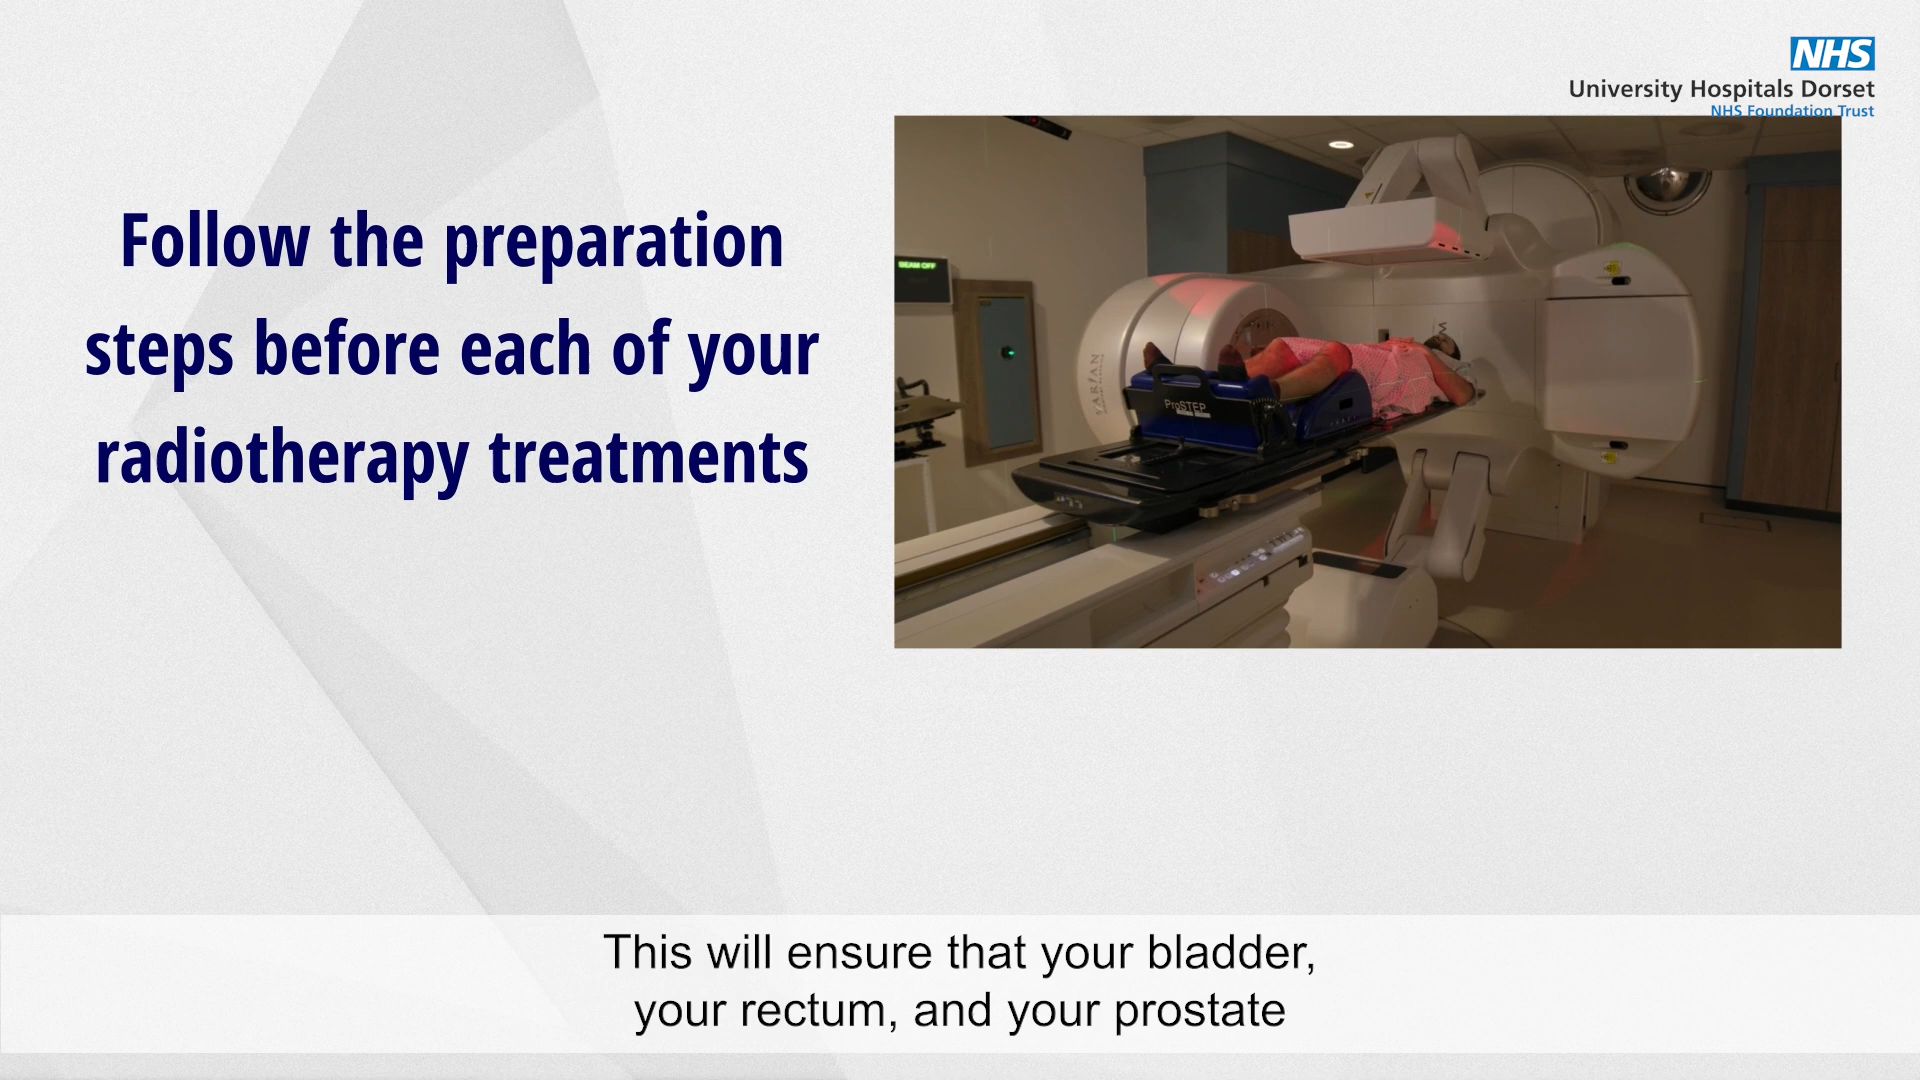 NHS
University Hospitals Dorset
NHS Foundation Trust
Follow the preparation
steps before each of your
radiotherapy treatments
BEAM OFF
VARIAN
ProSTEP
This will ensure that your bladder,
your rectum, and your prostate